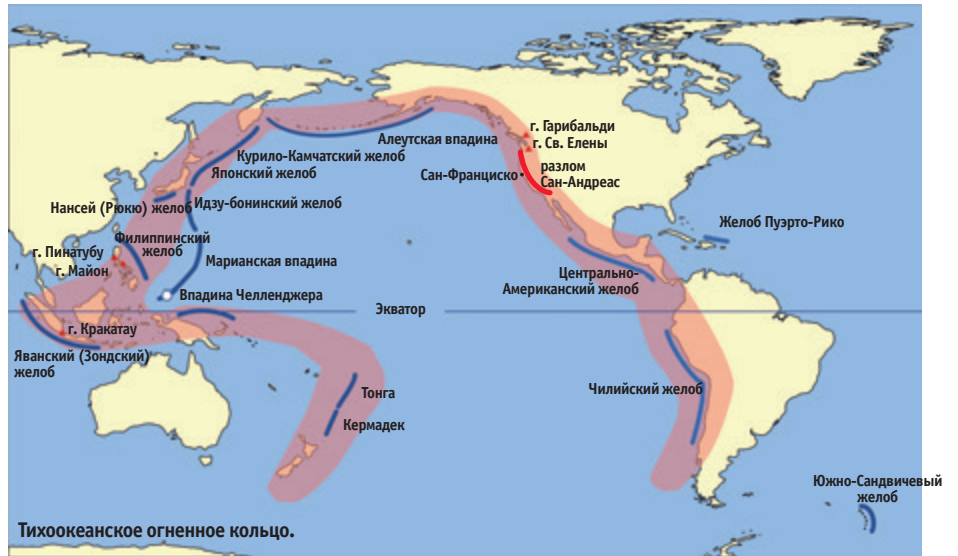 г. Гарибальди
г. Св. Елены
Алеутская впадина
Курило-Камчатский желоб
разлом
Сан-Андреас
Японский желоб
Сан-Франциско
Нансей (Рюкю) желоб
Идзу-бонинский желоб
Желоб Пуэрто-Рико
Филиппинский
желоб
г. Пинатубу
г. Майон
Марианская впадина
Центрально-
Американский желоб
Впадина Челленджера
Экватор
г. Кракатау
Яванский (Зондский)
желоб
Чилийский желоб
Тонга
Кермадек
Южно-Сандвичевый
желоб
Тихоокеанское огненное кольцо.